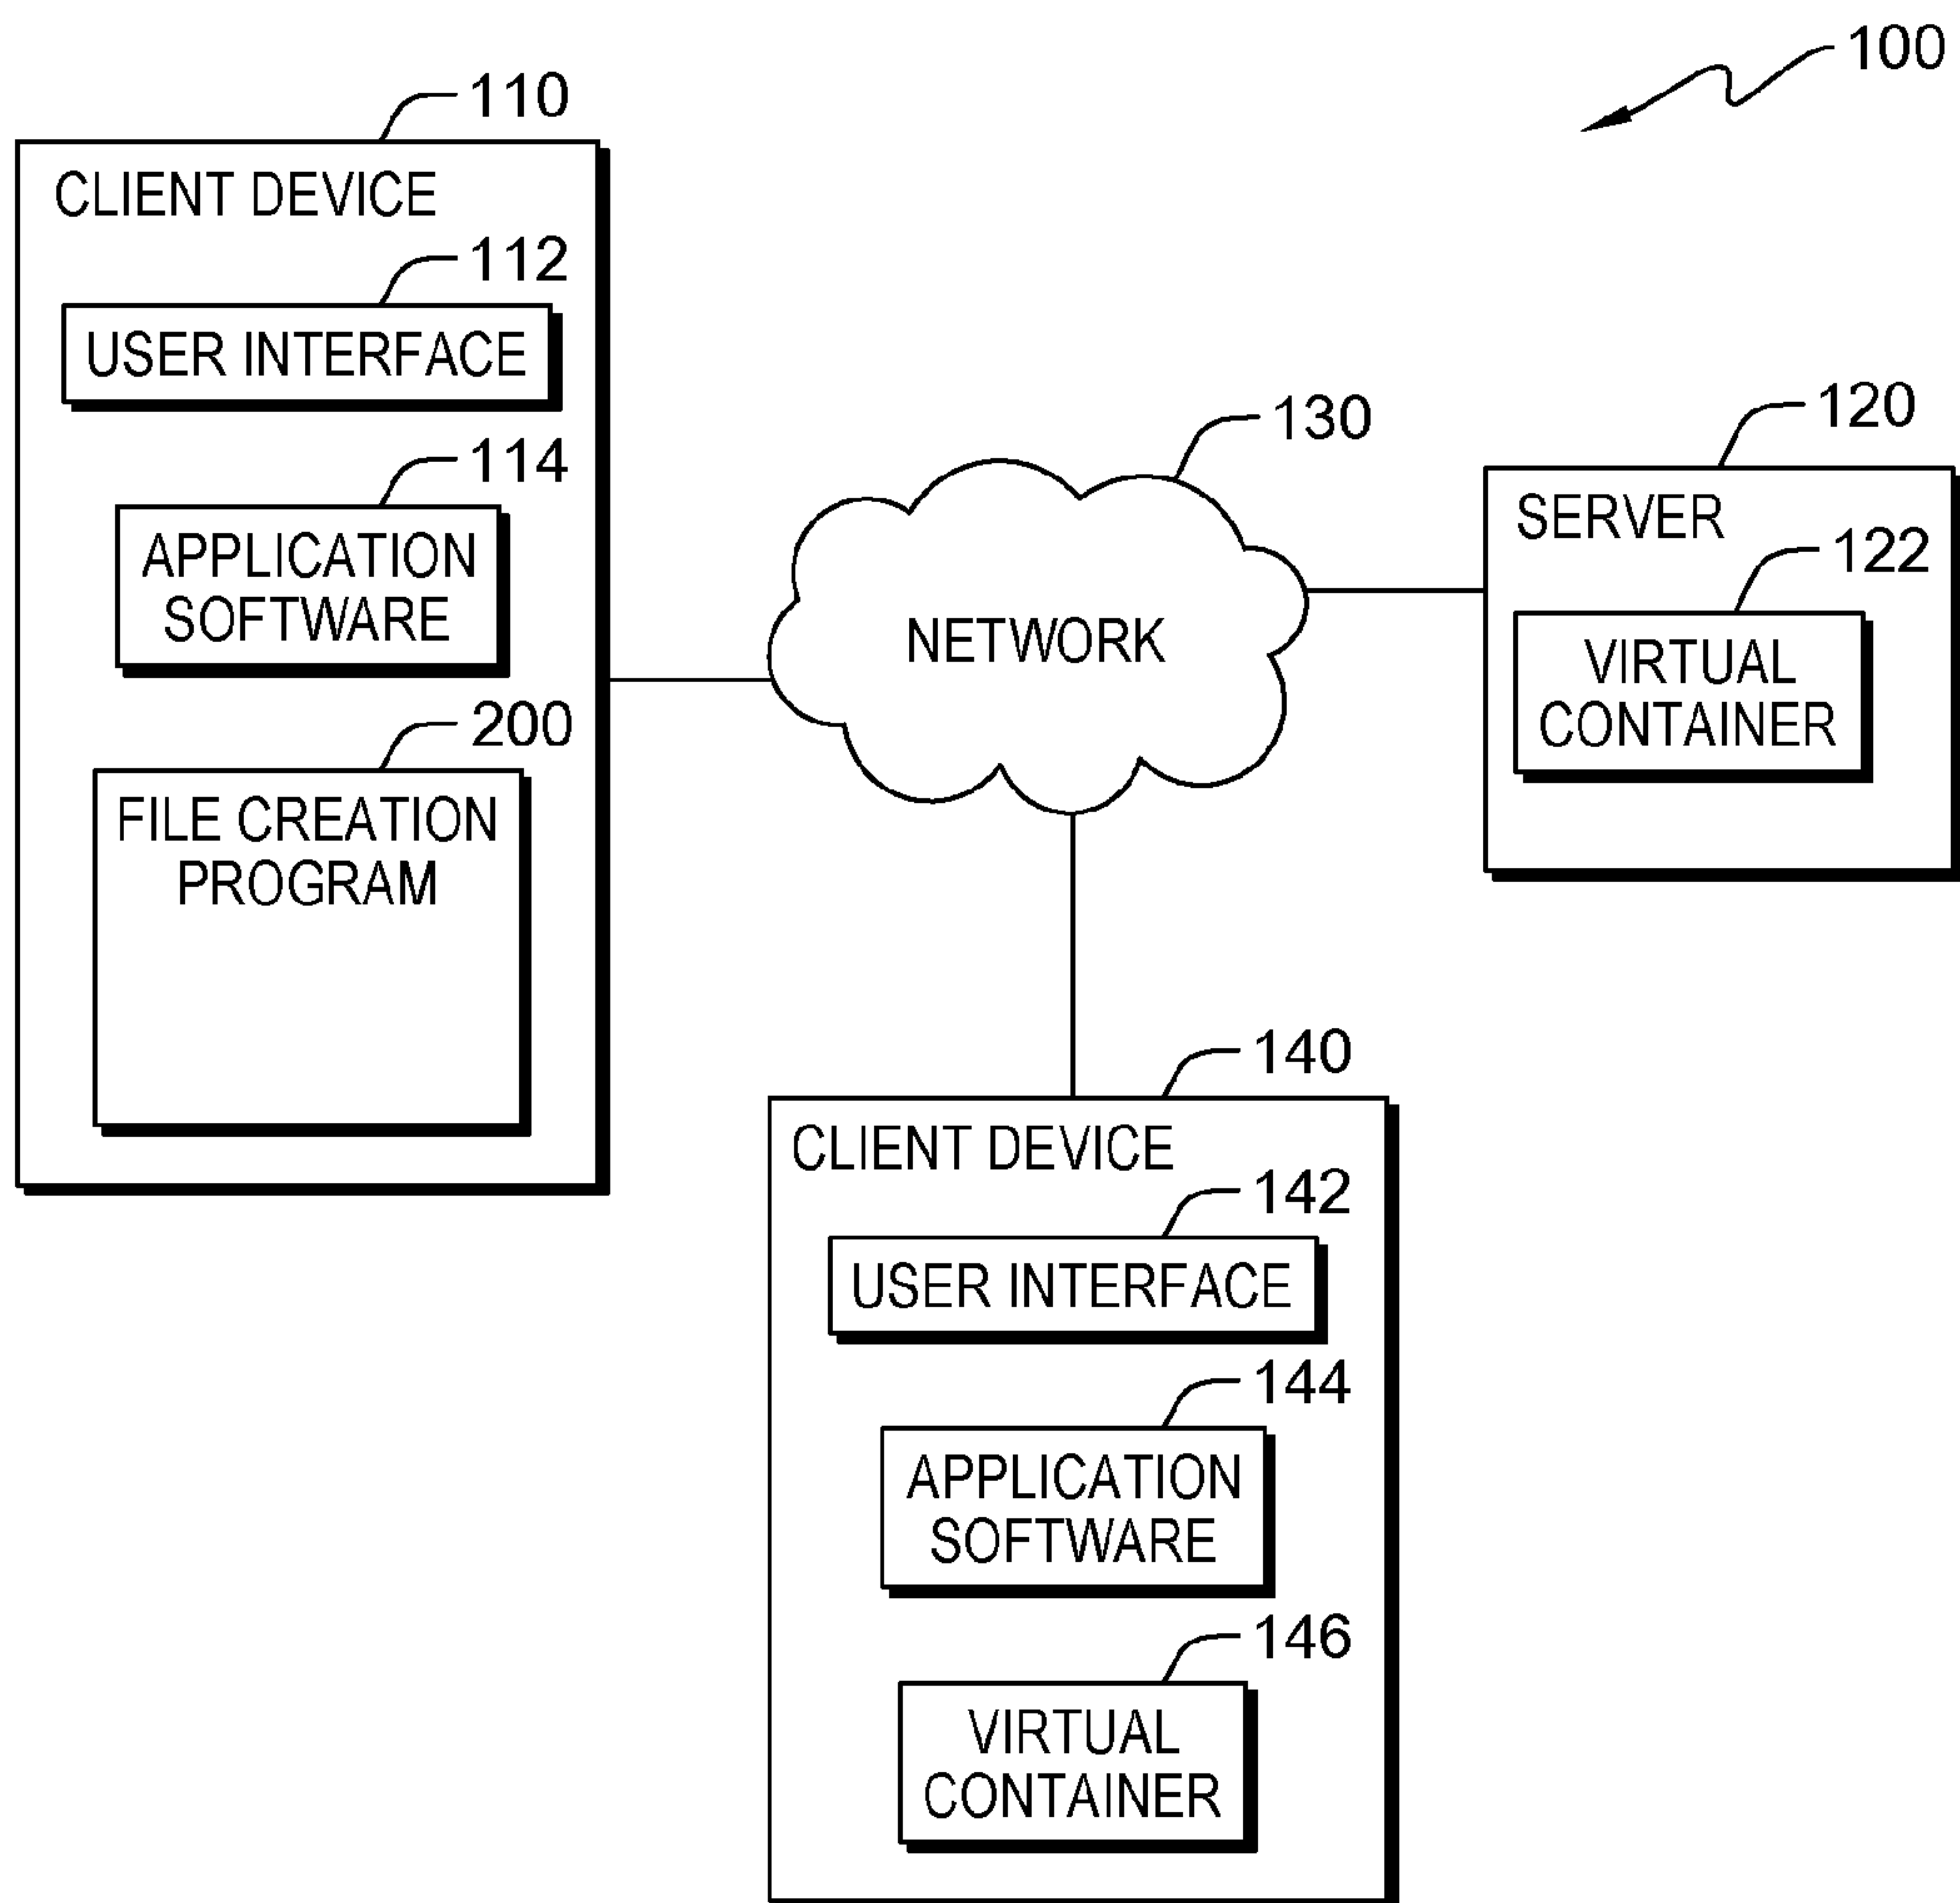 100
110
CLIENT DEVICE
112
USER INTERFACE
114
APPLICATION
SOFTWARE
200
FILE CREATION
PROGRAM
130
NETWORK
120
SERVER
122
VIRTUAL
CONTAINER
140
CLIENT DEVICE
142
USER INTERFACE
144
APPLICATION
SOFTWARE
146
VIRTUAL
CONTAINER